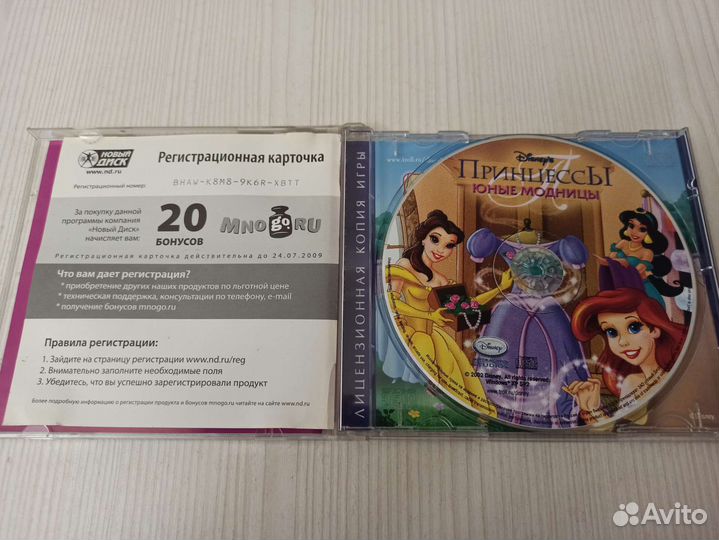 НОВЫЙ ДИСК
www.nd.ru
Регистрационная карточка
Регистрационный номер:
BHAW-K8M8-9K6R-XBTT
За покупку данной
программы компания
«Новый Диск»
начисляет вам:
20
БОНУСОВ
MNOGO.RU
Регистрационная карточка действительна до 24.07.2009
Что вам дает регистрация?
* приобретение других наших продуктов по льготной цене
* техническая поддержка, консультации по телефону, e-mail
* получение бонусов mnogo.ru
Правила регистрации:
1. Зайдите на страницу регистрации www.nd.ru/reg
2. Внимательно заполните необходимые поля
3. Убедитесь, что вы успешно зарегистрировали продукт
Более подробную информацию о регистрации продукта и бонусов mnogo.ru читайте на сайте www.nd.ru
ЛИЦЕНЗИОННАЯ КОПИЯ ИГРЫ
Disney's
ПРИНЦЕССЫ
ЮНЫЕ МОДНИЦЫ
Disney
All rights reserved.
Avito